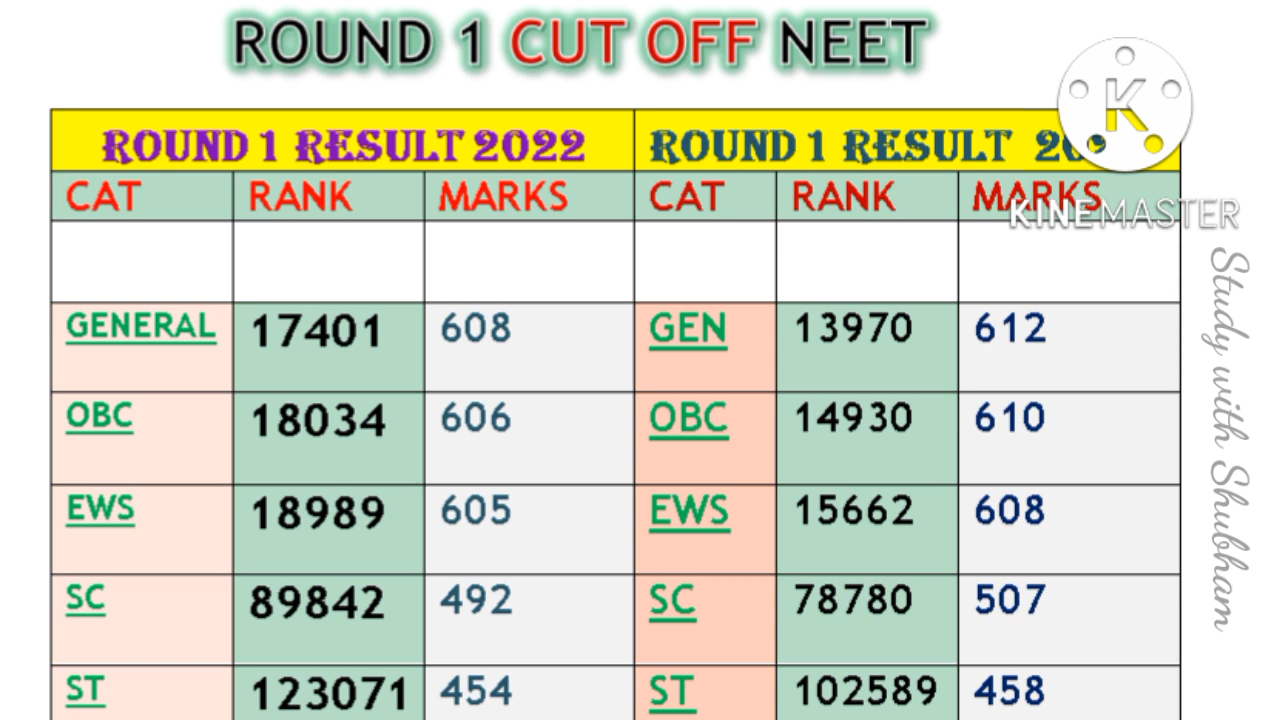 ROUND 1 CUT OFF NEET
ROUND 1 RESULT 2022 ROUND 1 RESULT
CAT RANK MARKS CAT RANK MARKS
KINEMASTER
GENERAL 17401 608 GEN 13970 612
OBC 18034 606 OBC 14930 610
EWS 18989 605 EWS 15662 608
SC 89842 492 SC 78780 507
ST 123071 454 ST 102589 458
Study with Shubham